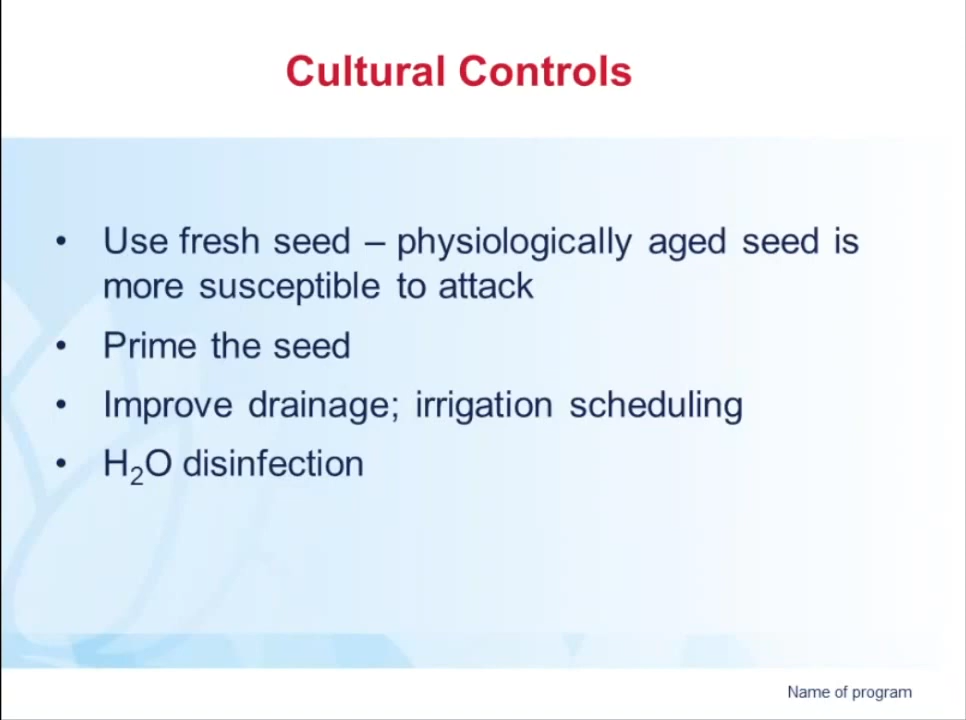 Cultural Controls
• Use fresh seed – physiologically aged seed is
more susceptible to attack
• Prime the seed
• Improve drainage; irrigation scheduling
• H₂O disinfection
Name of program